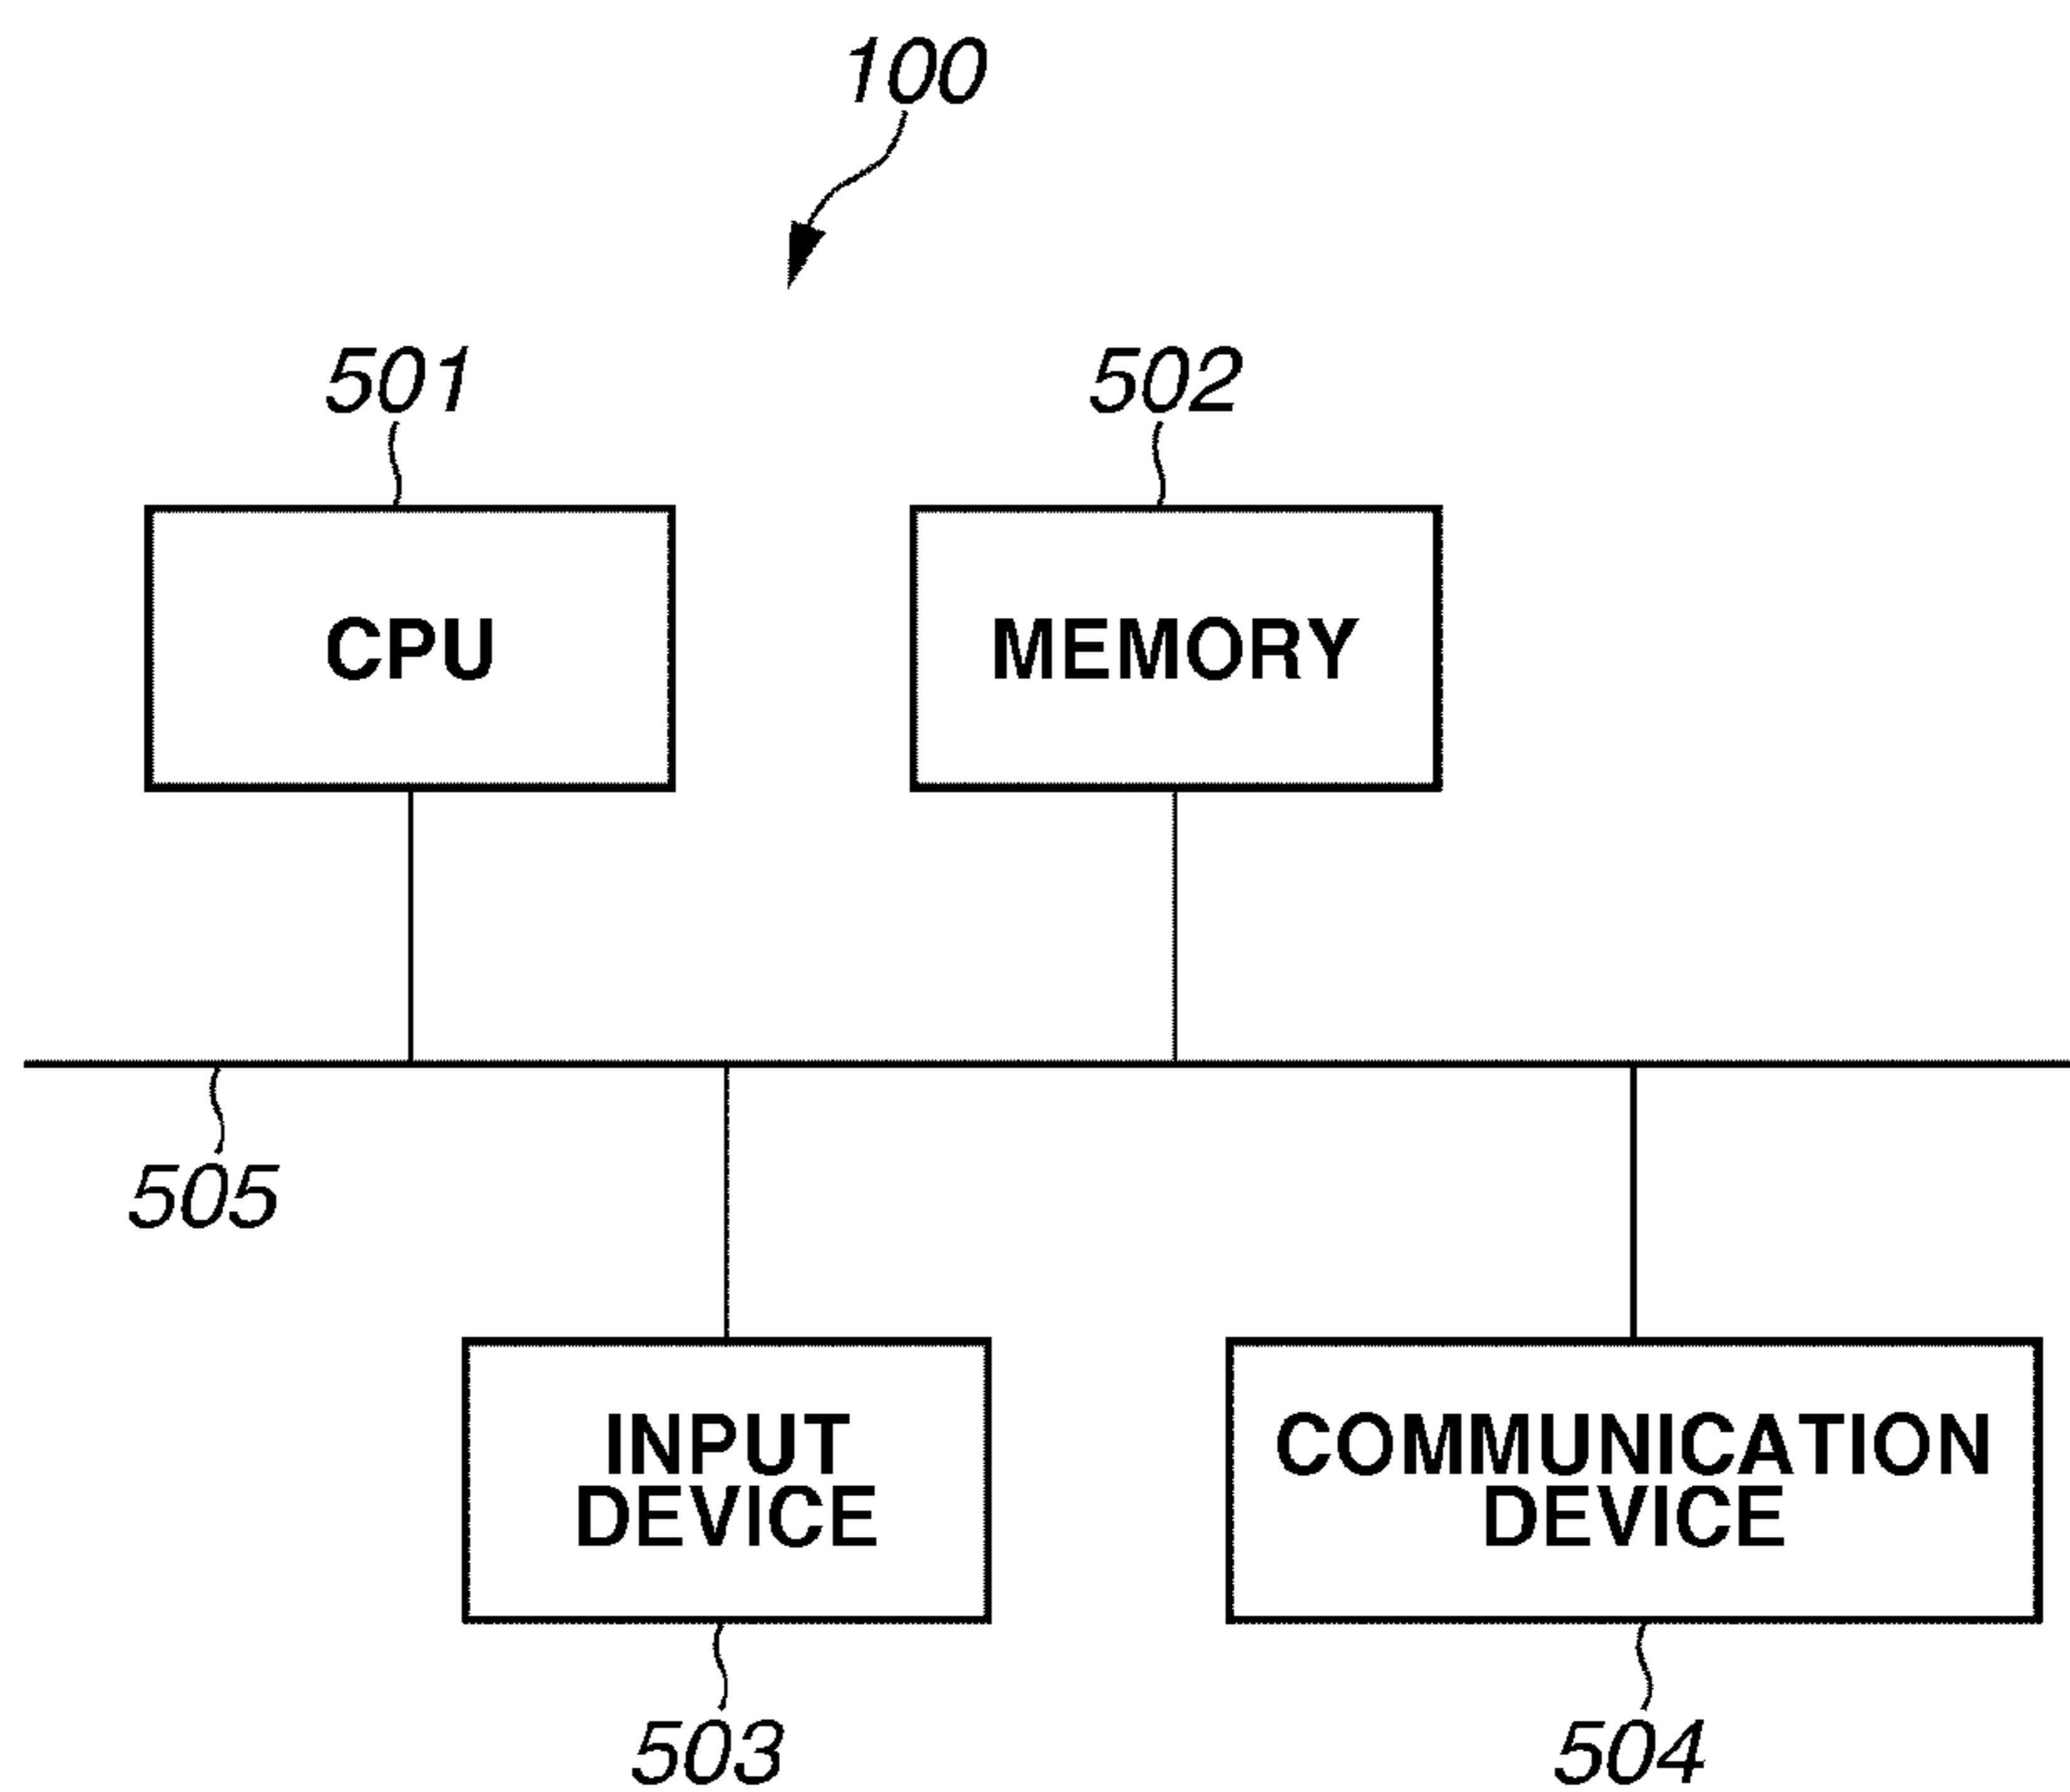 100
501
502
CPU
MEMORY
505
INPUT
DEVICE
COMMUNICATION
DEVICE
503
504